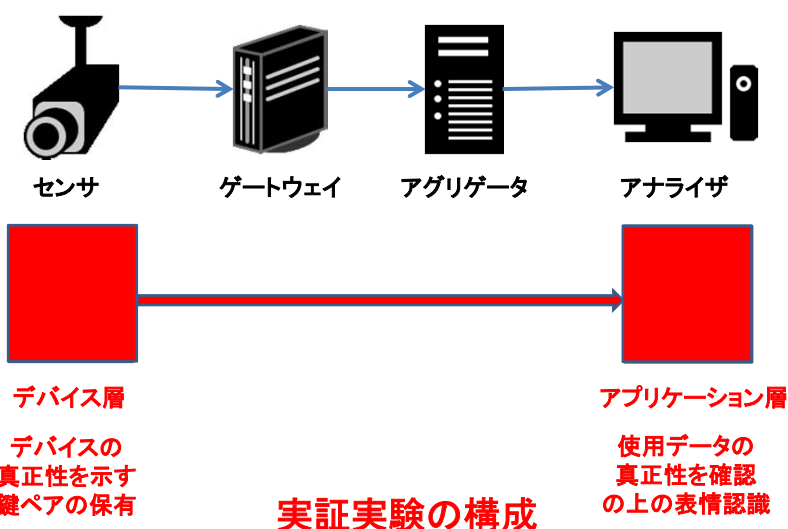 センサ
ゲートウェイ
アグリゲータ
アナライザ
デバイス層
アプリケーション層
デバイスの
真正性を示す
鍵ペアの保有
使用データの
真正性を確認
の上の表情認識
実証実験の構成